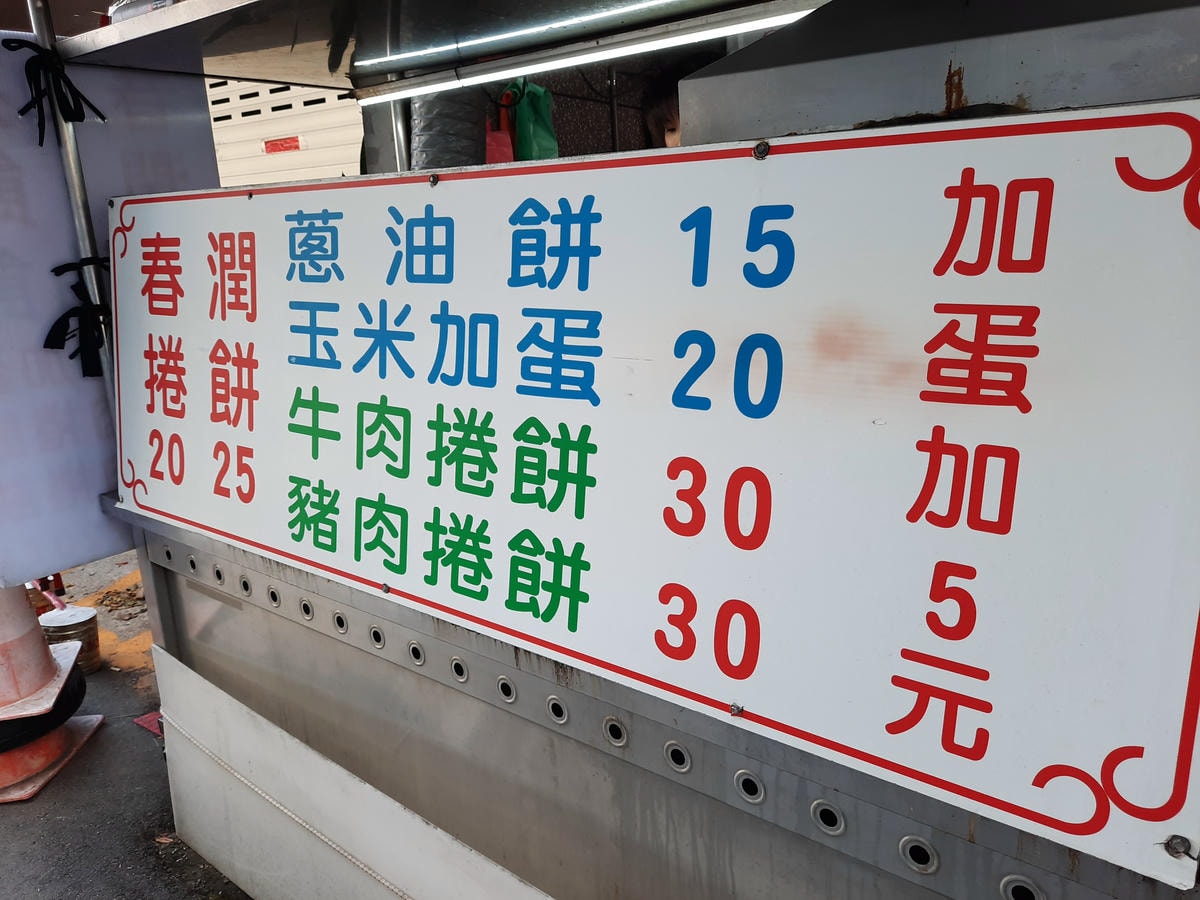 春捲 20
潤餅 25
蔥油餅 15
玉米加蛋 20
牛肉捲餅 30
豬肉捲餅 30
加蛋加5元